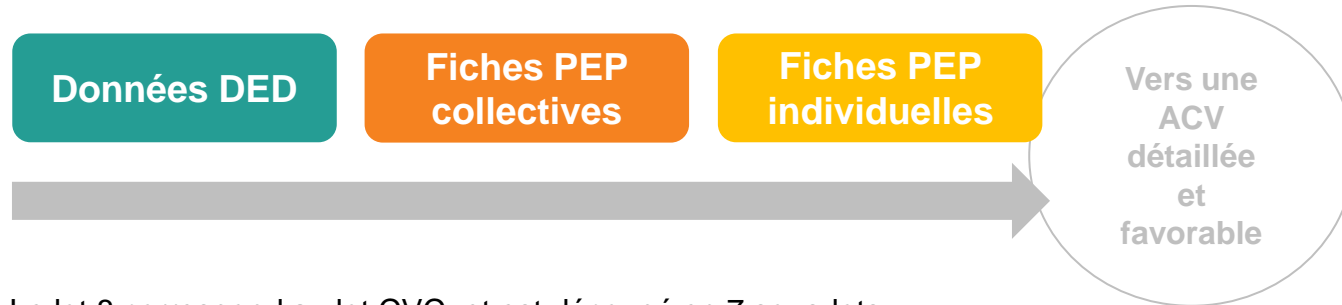 Données DED
Fiches PEP
collectives
Fiches PEP
individuelles
Vers une
ACV
détaillée
et
favorable